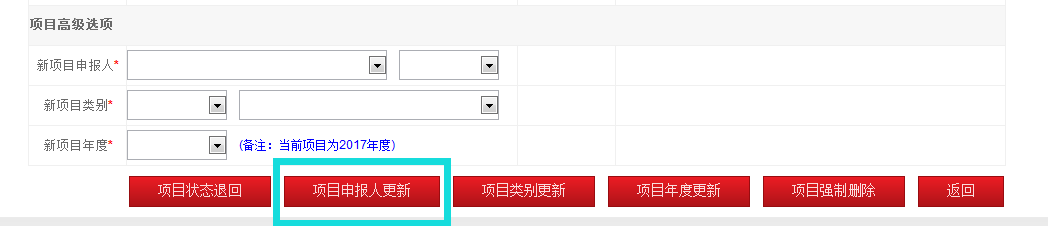 项目高级选项
新项目申报人*
新项目类别*
新项目年度* (备注：当前项目为2017年度)
项目状态退回 项目申报人更新 项目类别更新 项目年度更新 项目强制删除 返回